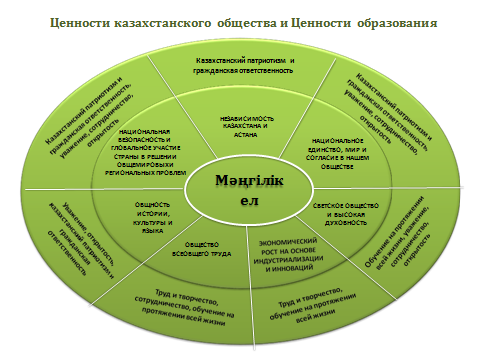 Ценности казахстанского общества и Ценности образования
Казахстанский патриотизм и
гражданская ответственность
Казахстанский патриотизм и
гражданская ответственность,
уважение, сотрудничество,
открытость
Казахстанский патриотизм и
гражданская ответственность,
уважение, сотрудничество,
открытость
НЕЗАВИСИМОСТЬ
КАЗАХСТАНА И
АСТАНА
НАЦИОНАЛЬНАЯ
БЕЗОПАСНОСТЬ И
ГЛОБАЛЬНОЕ УЧАСТИЕ
СТРАНЫ В РЕШЕНИИ
ОБЩЕМИРОВЫХИ
РЕГИОНАЛЬНЫХ ПРОБЛЕМ
НАЦИОНАЛЬНОЕ
ЕДИНСТВО, МИР И
СОГЛАСИЕ В НАШЕМ
ОБЩЕСТВЕ
Мәңгілік
ел
ОБЩНОСТЬ
ИСТОРИИ,
КУЛЬТУРЫ И
ЯЗЫКА
СВЕТСКОЕ ОБЩЕСТВО
И ВЫСОКАЯ
ДУХОВНОСТЬ
Уважение, открытость,
казахстанский патриотизм и
гражданская
ответственность
Обучение на протяжении
всей жизни, уважение,
сотрудничество,
открытость
ОБЩЕСТВО
ВСЕОБЩЕГО ТРУДА
ЭКОНОМИЧЕСКИЙ
РОСТ НА ОСНОВЕ
ИНДУСТРИАЛИЗАЦИИ
И ИННОВАЦИЙ
Труд и творчество,
сотрудничество, обучение на
протяжении всей жизни
Труд и творчество,
обучение на протяжении
всей жизни